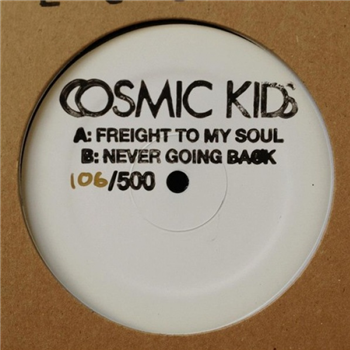 COSMIC KIDS
A: FREIGHT TO MY SOUL
B: NEVER GOING BACK
106/500